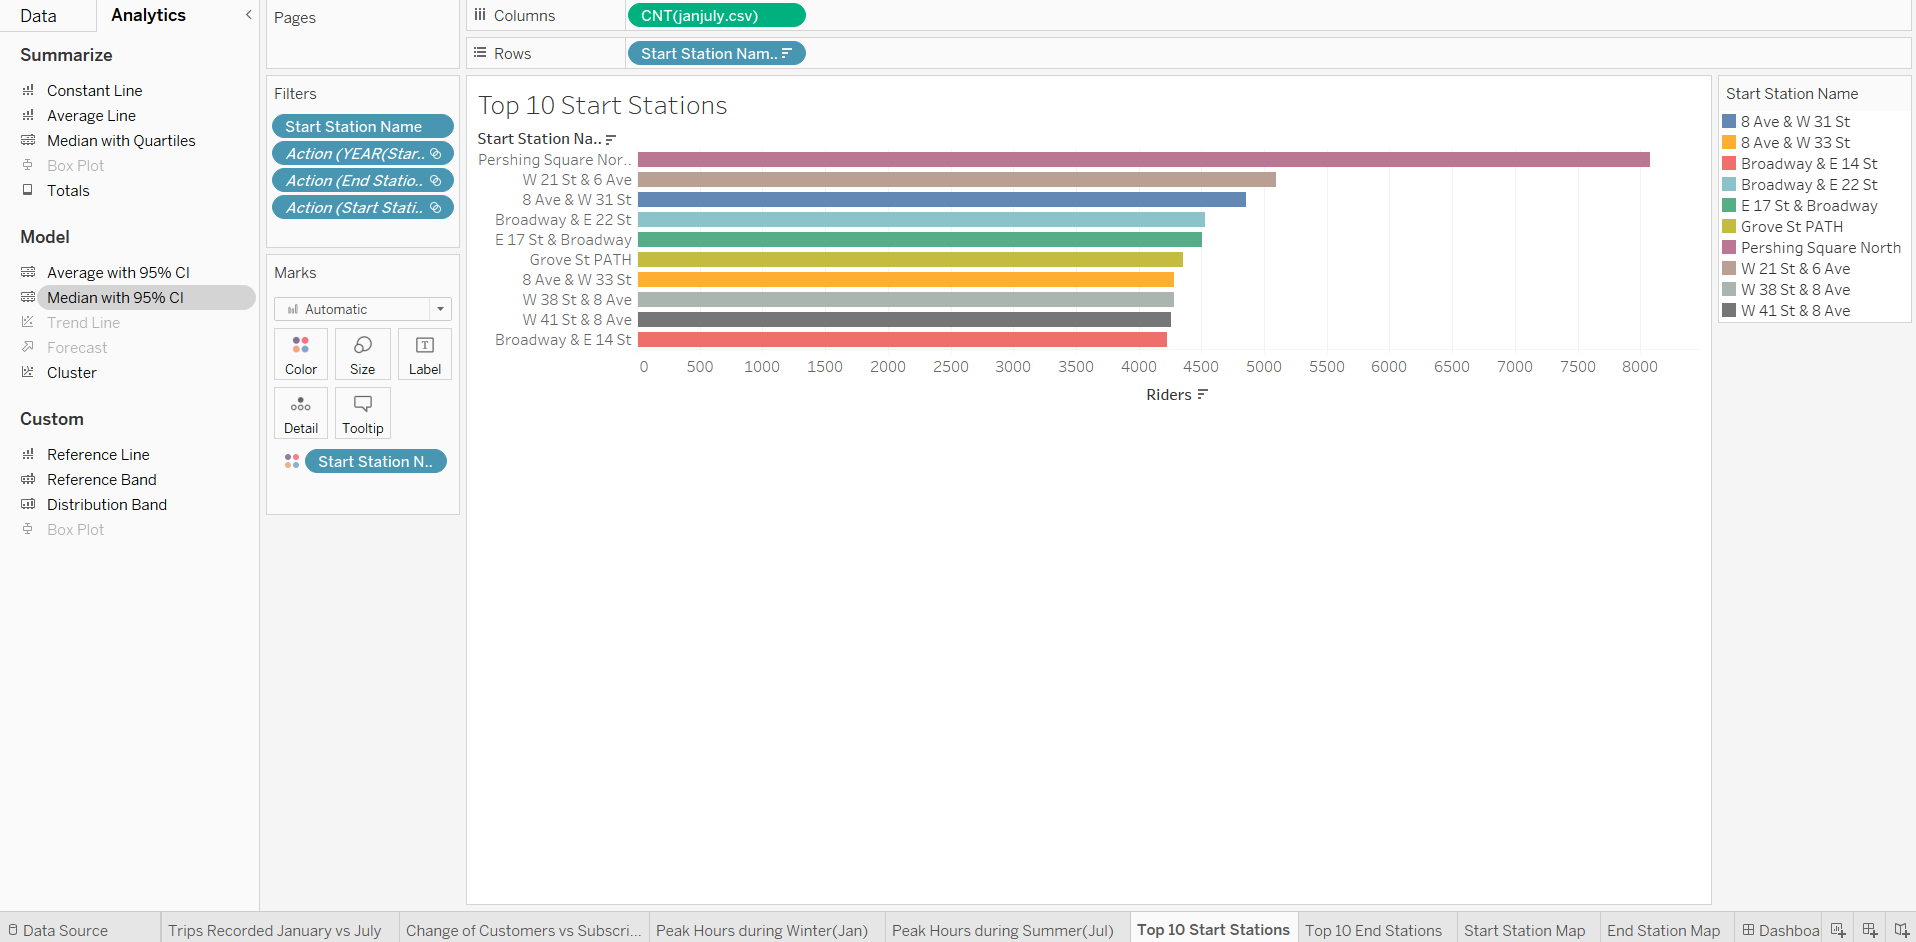 Data
Analytics
Summarize
Constant Line
Average Line
Median with Quartiles
Box Plot
Totals
Model
Average with 95% CI
Median with 95% CI
Trend Line
Forecast
Cluster
Custom
Reference Line
Reference Band
Distribution Band
Box Plot
Pages
Filters
Start Station Name
Action (YEAR(Star..
Action (End Statio..
Action (Start Stati..
Marks
Automatic
Color
Size
Label
Detail
Tooltip
Start Station N..
Columns
CNT(janjuly.csv)
Rows
Start Station Nam..
Top 10 Start Stations
Start Station Na..
Pershing Square Nor..
W 21 St & 6 Ave
8 Ave & W 31 St
Broadway & E 22 St
E 17 St & Broadway
Grove St PATH
8 Ave & W 33 St
W 38 St & 8 Ave
W 41 St & 8 Ave
Broadway & E 14 St
0 500 1000 1500 2000 2500 3000 3500 4000 4500 5000 5500 6000 6500 7000 7500 8000
Riders
Start Station Name
8 Ave & W 31 St
8 Ave & W 33 St
Broadway & E 14 St
Broadway & E 22 St
E 17 St & Broadway
Grove St PATH
Pershing Square North
W 21 St & 6 Ave
W 38 St & 8 Ave
W 41 St & 8 Ave
Data Source
Trips Recorded January vs July
Change of Customers vs Subscri...
Peak Hours during Winter(Jan)
Peak Hours during Summer(Jul)
Top 10 Start Stations
Top 10 End Stations
Start Station Map
End Station Map
Dashboa